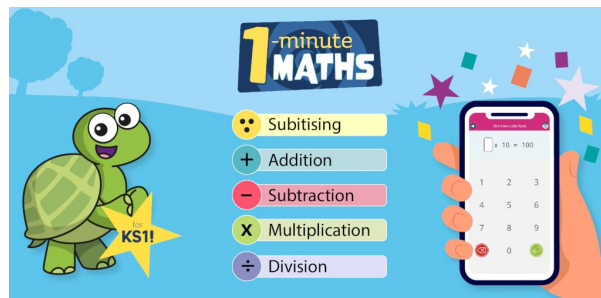 1-minute
MATHS
Subitising
+ Addition
− Subtraction
x Multiplication
÷ Division
for
KS1!
x 10 = 100
1 2 3
4 5 6
7 8 9
0